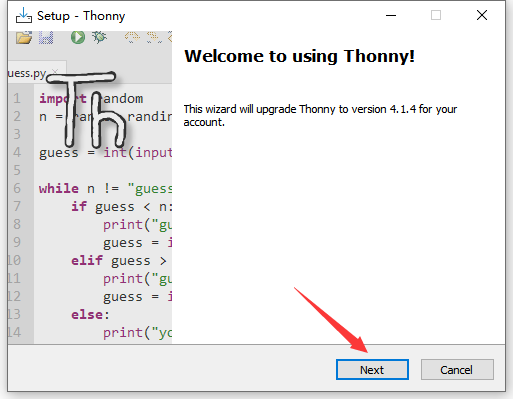 Setup - Thonny
uess.py
Th
Welcome to using Thonny!
This wizard will upgrade Thonny to version 4.1.4 for your
account.
1 import random
2 n = random.randin
3
4 guess = int(input
5
6 while n != "guess
7 if guess < n:
8 print("gu
9 guess = i
10 elif guess >
11 print("gu
12 guess = i
13 else:
14 print("yo
Next
Cancel